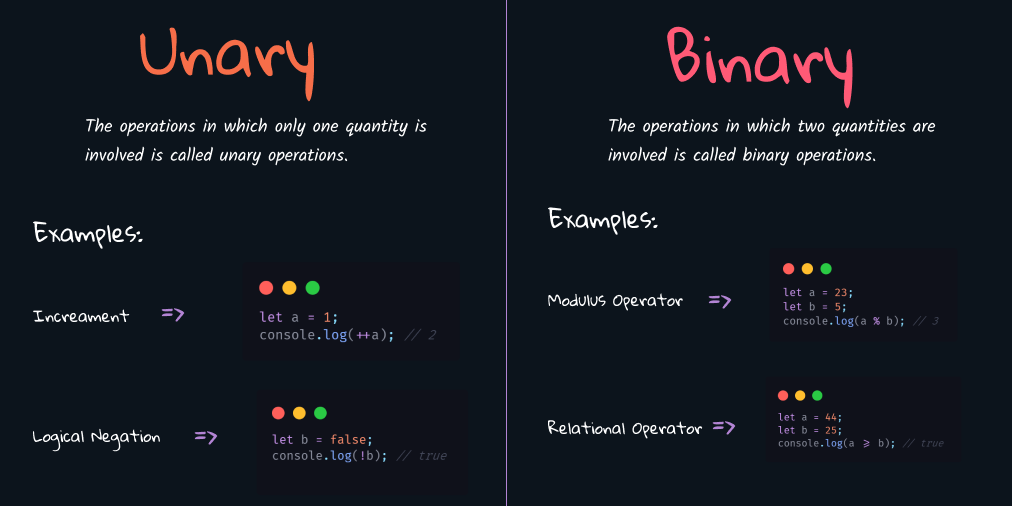 Unary
The operations in which only one quantity is
involved is called unary operations.
Examples:
Increament =>
let a = 1;
console.log(++a); // 2
Logical Negation =>
let b = false;
console.log(!b); // true
Binary
The operations in which two quantities are
involved is called binary operations.
Examples:
Modulus Operator =>
let a = 23;
let b = 5;
console.log(a % b); // 3
Relational Operator =>
let a = 44;
let b = 25;
console.log(a >= b); // true